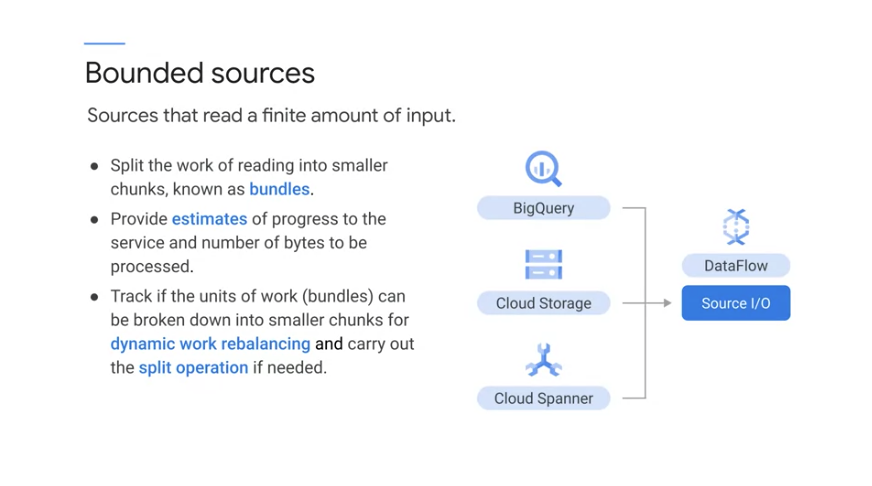 Bounded sources
Sources that read a finite amount of input.
● Split the work of reading into smaller
chunks, known as bundles.
● Provide estimates of progress to the
service and number of bytes to be
processed.
● Track if the units of work (bundles) can
be broken down into smaller chunks for
dynamic work rebalancing and carry out
the split operation if needed.
BigQuery
Cloud Storage
Cloud Spanner
DataFlow
Source I/O